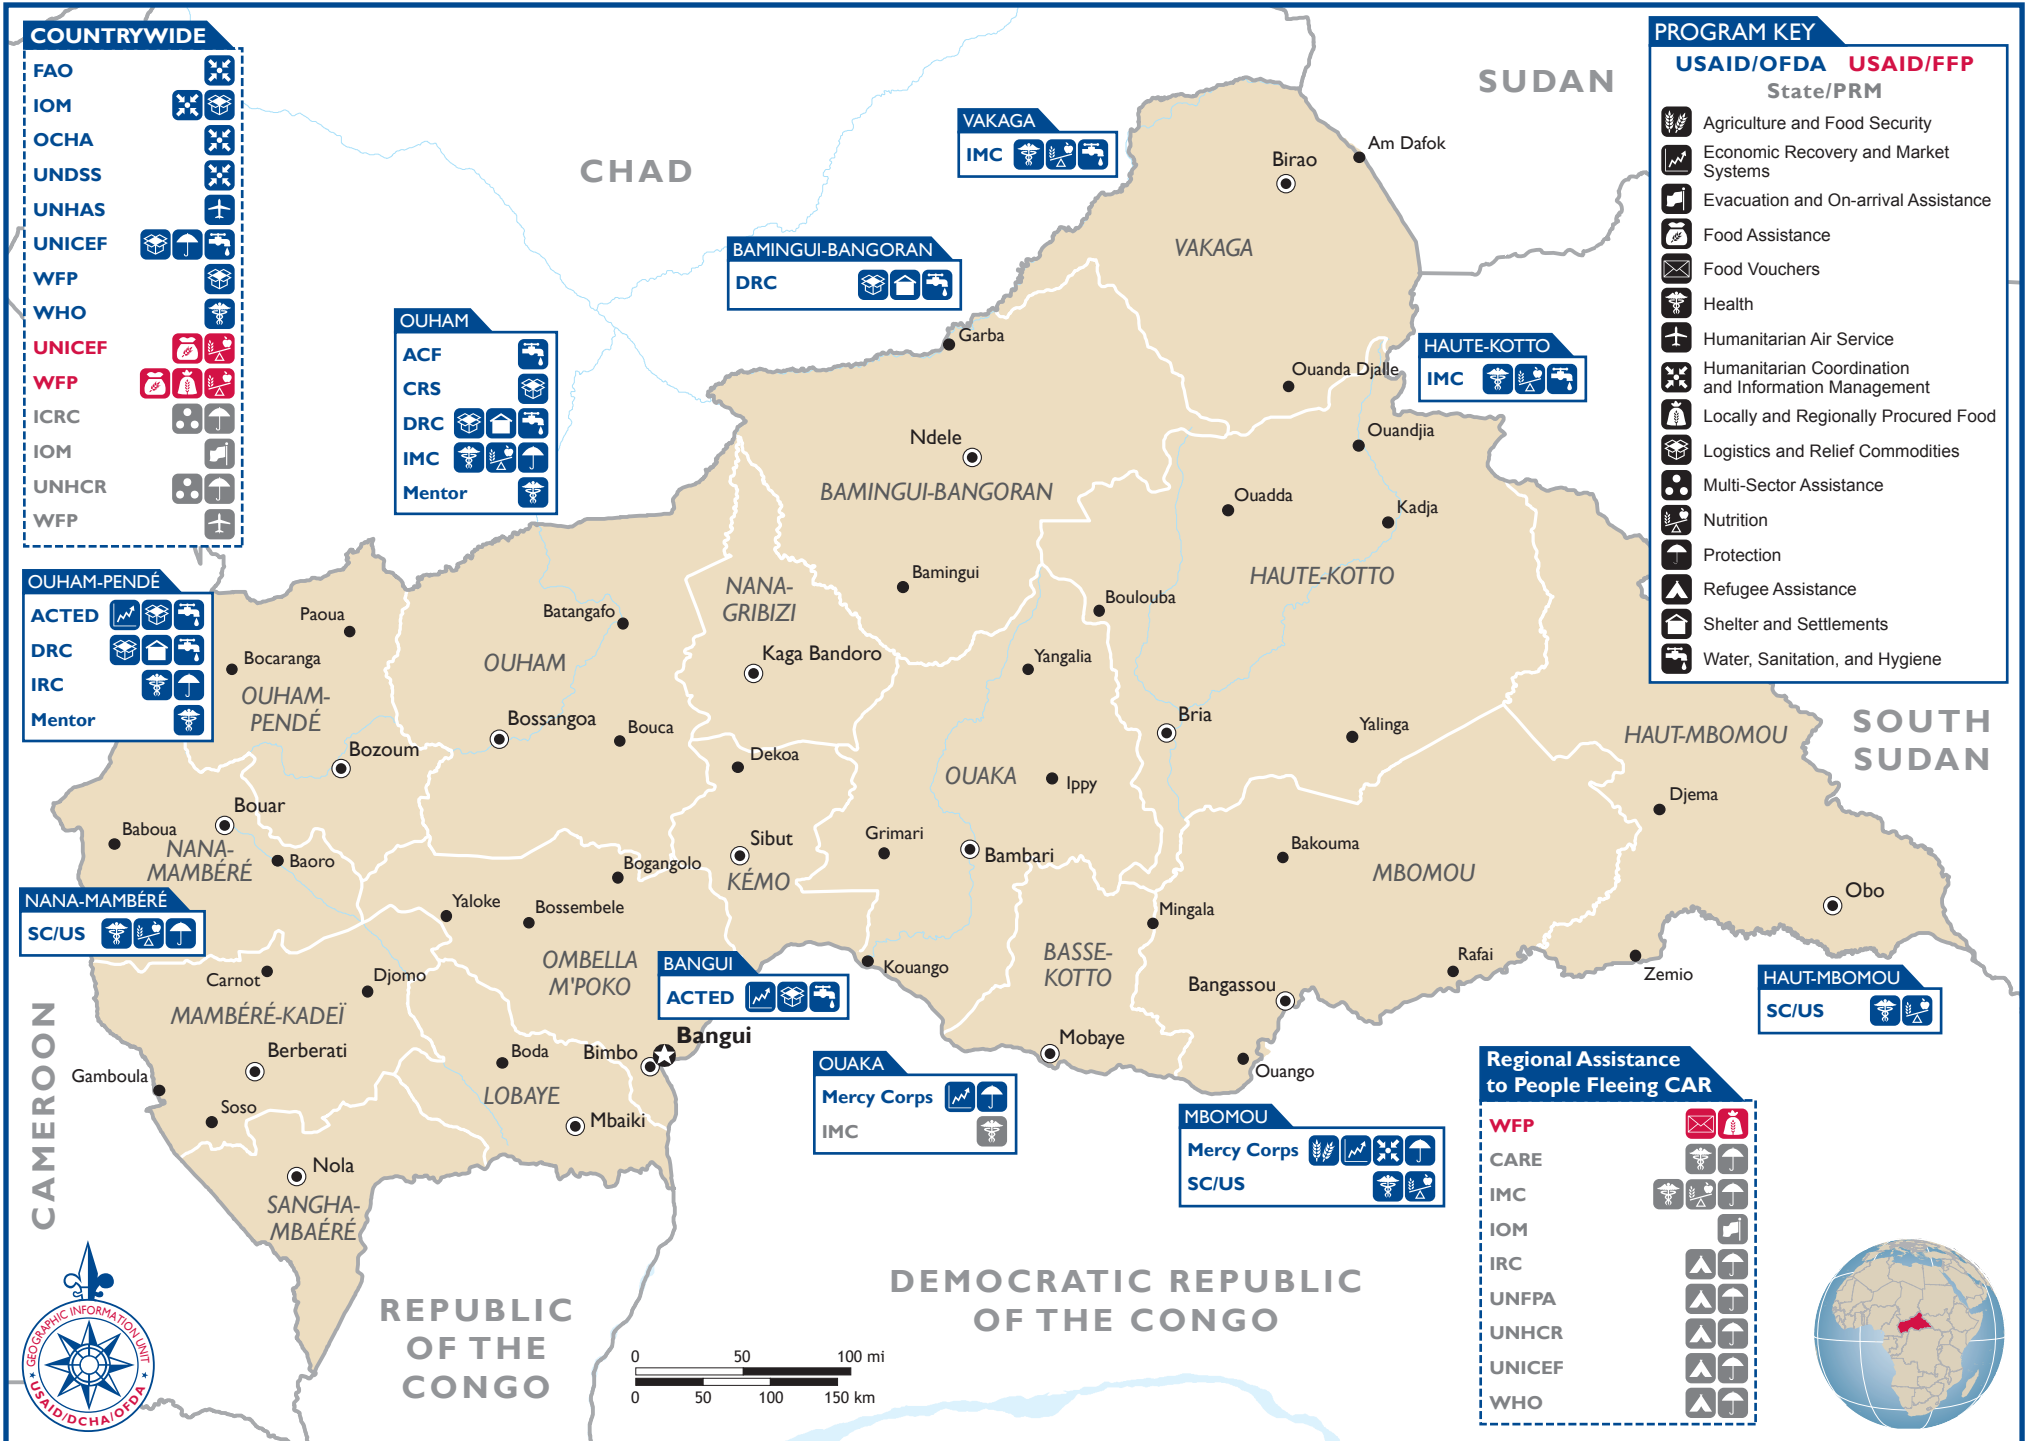 COUNTRYWIDE
FAO
IOM
OCHA
UNDSS
UNHAS
UNICEF
WFP
WHO
UNICEF
WFP
ICRC
IOM
UNHCR
WFP
PROGRAM KEY
USAID/OFDA USAID/FFP
State/PRM
Agriculture and Food Security
Economic Recovery and Market
Systems
Evacuation and On-arrival Assistance
Food Assistance
Food Vouchers
Health
Humanitarian Air Service
Humanitarian Coordination
and Information Management
Locally and Regionally Procured Food
Logistics and Relief Commodities
Multi-Sector Assistance
Nutrition
Protection
Refugee Assistance
Shelter and Settlements
Water, Sanitation, and Hygiene
SUDAN
CHAD
VAKAGA
IMC
BAMINGUI-BANGORAN
DRC
OUHAM
ACF
CRS
DRC
IMC
Mentor
HAUTE-KOTTO
IMC
OUHAM-PENDÉ
ACTED
DRC
IRC
Mentor
NANA-MAMBÉRÉ
SC/US
BANGUI
ACTED
OUAKA
Mercy Corps
IMC
MBOMOU
Mercy Corps
SC/US
HAUT-MBOMOU
SC/US
Regional Assistance
to People Fleeing CAR
WFP
CARE
IMC
IOM
IRC
UNFPA
UNHCR
UNICEF
WHO
Am Dafok
Birao
VAKAGA
Garba
Ouanda Djalle
Ndele
BAMINGUI-BANGORAN
Ouandjia
Ouadda
Kadja
Bamingui
HAUTE-KOTTO
NANA-
GRIBIZI
Boulouba
Paoua
Batangafo
Bocaranga
OUHAM
Kaga Bandoro
Yangalia
OUHAM-
PENDÉ
Bossangoa
Bouca
Bria
Yalinga
HAUT-MBOMOU
SOUTH
SUDAN
Bozoum
Dekoa
OUAKA
Ippy
Djema
Bouar
Baboua
NANA-
MAMBÉRÉ
Baoro
Sibut
KÉMO
Grimari
Bambari
Bakouma
MBOMOU
Bogangolo
Obo
Yaloke
Bossembele
Mingala
OMBELLA
M'POKO
BASSE-
KOTTO
Kouango
Rafai
Zemio
Carnot
Djomo
MAMBÉRÉ-KADEÏ
Bangassou
Bangui
Bimbo
Boda
Berberati
Mobaye
Ouango
Gamboula
Soso
LOBAYE
Mbaiki
Nola
SANGHA-
MBAÉRÉ
CAMEROON
REPUBLIC
OF THE
CONGO
DEMOCRATIC REPUBLIC
OF THE CONGO
0 50 100 mi
0 50 100 150 km
GEOGRAPHIC INFORMATION UNIT
USAID/DCHA/OFDA